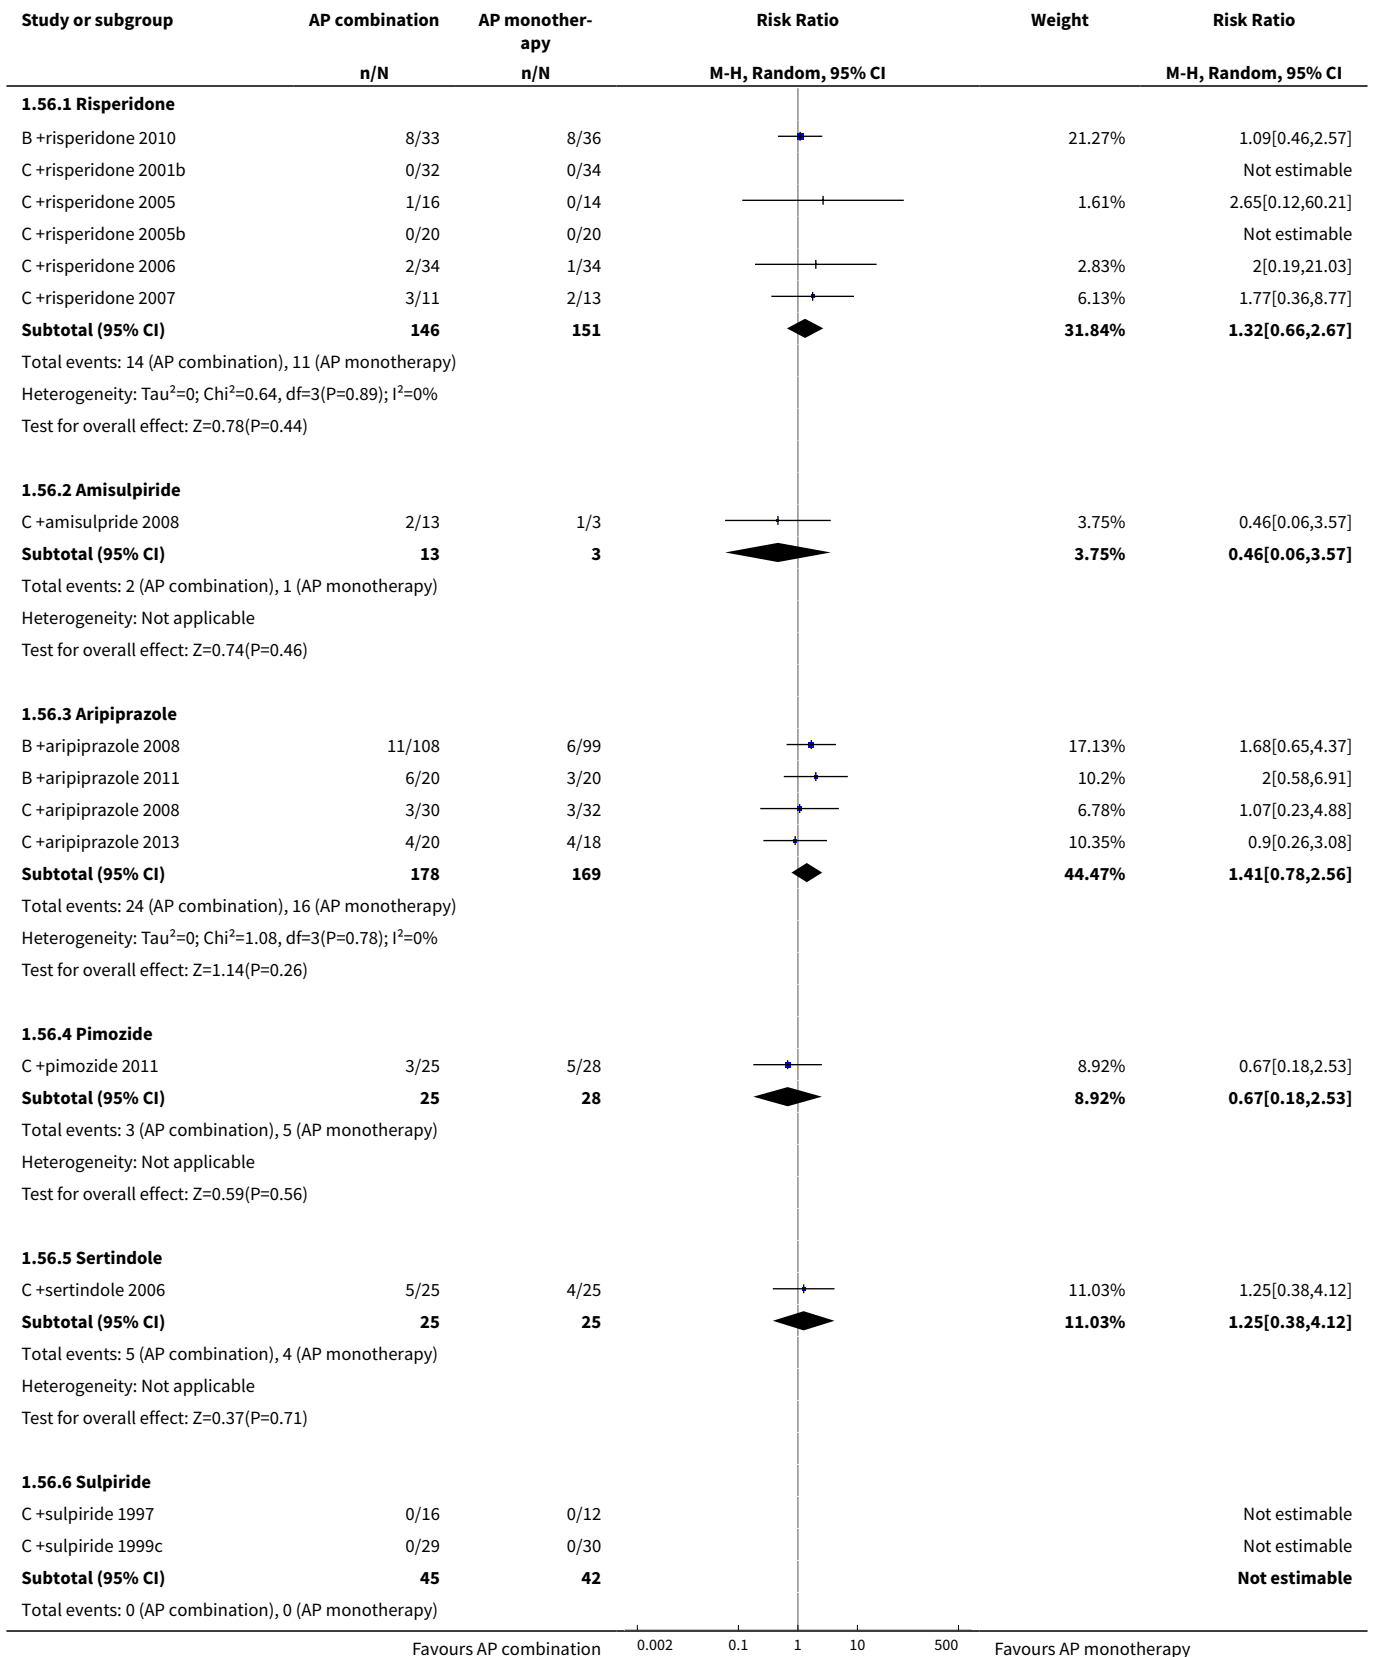 Study or subgroup AP combination AP monother- Risk Ratio Weight Risk Ratio
apy
n/N n/N M-H, Random, 95% CI M-H, Random, 95% CI
1.56.1 Risperidone
B +risperidone 2010 8/33 8/36 21.27% 1.09[0.46,2.57]
C +risperidone 2001b 0/32 0/34 Not estimable
C +risperidone 2005 1/16 0/14 1.61% 2.65[0.12,60.21]
C +risperidone 2005b 0/20 0/20 Not estimable
C +risperidone 2006 2/34 1/34 2.83% 2[0.19,21.03]
C +risperidone 2007 3/11 2/13 6.13% 1.77[0.36,8.77]
Subtotal (95% CI) 146 151 31.84% 1.32[0.66,2.67]
Total events: 14 (AP combination), 11 (AP monotherapy)
Heterogeneity: Tau²=0; Chi²=0.64, df=3(P=0.89); I²=0%
Test for overall effect: Z=0.78(P=0.44)
1.56.2 Amisulpiride
C +amisulpride 2008 2/13 1/3 3.75% 0.46[0.06,3.57]
Subtotal (95% CI) 13 3 3.75% 0.46[0.06,3.57]
Total events: 2 (AP combination), 1 (AP monotherapy)
Heterogeneity: Not applicable
Test for overall effect: Z=0.74(P=0.46)
1.56.3 Aripiprazole
B +aripiprazole 2008 11/108 6/99 17.13% 1.68[0.65,4.37]
B +aripiprazole 2011 6/20 3/20 10.2% 2[0.58,6.91]
C +aripiprazole 2008 3/30 3/32 6.78% 1.07[0.23,4.88]
C +aripiprazole 2013 4/20 4/18 10.35% 0.9[0.26,3.08]
Subtotal (95% CI) 178 169 44.47% 1.41[0.78,2.56]
Total events: 24 (AP combination), 16 (AP monotherapy)
Heterogeneity: Tau²=0; Chi²=1.08, df=3(P=0.78); I²=0%
Test for overall effect: Z=1.14(P=0.26)
1.56.4 Pimozide
C +pimozide 2011 3/25 5/28 8.92% 0.67[0.18,2.53]
Subtotal (95% CI) 25 28 8.92% 0.67[0.18,2.53]
Total events: 3 (AP combination), 5 (AP monotherapy)
Heterogeneity: Not applicable
Test for overall effect: Z=0.59(P=0.56)
1.56.5 Sertindole
C +sertindole 2006 5/25 4/25 11.03% 1.25[0.38,4.12]
Subtotal (95% CI) 25 25 11.03% 1.25[0.38,4.12]
Total events: 5 (AP combination), 4 (AP monotherapy)
Heterogeneity: Not applicable
Test for overall effect: Z=0.37(P=0.71)
1.56.6 Sulpiride
C +sulpiride 1997 0/16 0/12 Not estimable
C +sulpiride 1999c 0/29 0/30 Not estimable
Subtotal (95% CI) 45 42 Not estimable
Total events: 0 (AP combination), 0 (AP monotherapy)
Favours AP combination 0.002 0.1 1 10 500 Favours AP monotherapy